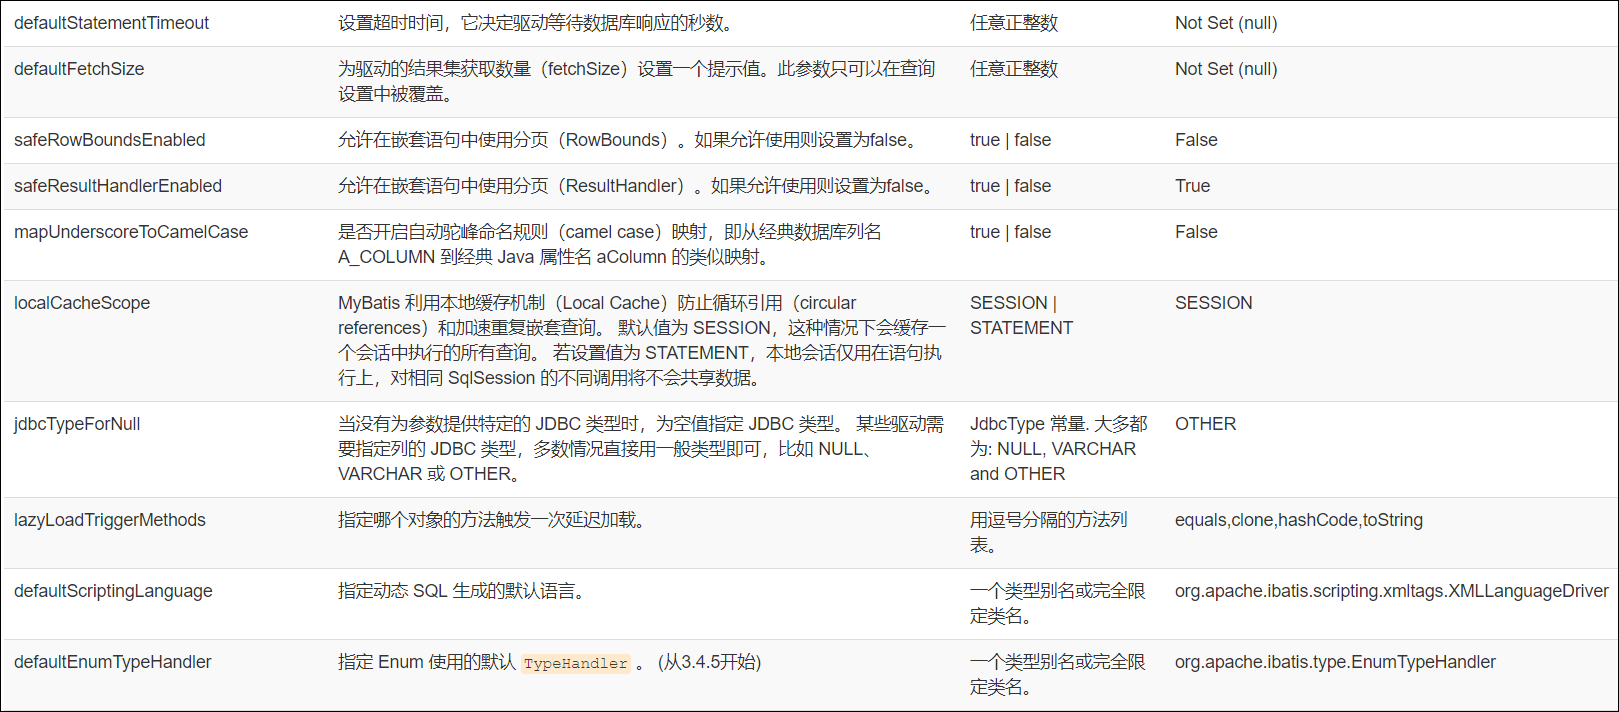 defaultStatementTimeout 设置超时时间，它决定驱动等待数据库响应的秒数。 任意正整数 Not Set (null)
defaultFetchSize 为驱动的结果集获取数量（fetchSize）设置一个提示值。此参数只可以在查询 任意正整数 Not Set (null)
设置中被覆盖。
safeRowBoundsEnabled 允许在嵌套语句中使用分页（RowBounds）。如果允许使用则设置为false。 true | false False
safeResultHandlerEnabled 允许在嵌套语句中使用分页（ResultHandler）。如果允许使用则设置为false。 true | false True
mapUnderscoreToCamelCase 是否开启自动驼峰命名规则（camel case）映射，即从经典数据库列名 true | false False
A_COLUMN 到经典 Java 属性名 aColumn 的类似映射。
localCacheScope MyBatis 利用本地缓存机制（Local Cache）防止循环引用（circular SESSION | SESSION
references）和加速重复嵌套查询。 默认值为 SESSION，这种情况下会缓存一 STATEMENT
个会话中执行的所有查询。 若设置值为 STATEMENT，本地会话仅用在语句执
行上，对相同 SqlSession 的不同调用将不会共享数据。
jdbcTypeForNull 当没有为参数提供特定的 JDBC 类型时，为空值指定 JDBC 类型。 某些驱动需 JdbcType 常量. 大多都 OTHER
要指定列的 JDBC 类型，多数情况直接用一般类型即可，比如 NULL、 为: NULL, VARCHAR
VARCHAR 或 OTHER。 and OTHER
lazyLoadTriggerMethods 指定哪个对象的方法触发一次延迟加载。 用逗号分隔的方法列 equals,clone,hashCode,toString
表。
defaultScriptingLanguage 指定动态 SQL 生成的默认语言。 一个类型别名或完全限 org.apache.ibatis.scripting.xmltags.XMLLanguageDriver
定类名。
defaultEnumTypeHandler 指定 Enum 使用的默认 TypeHandler 。 (从3.4.5开始) 一个类型别名或完全限 org.apache.ibatis.type.EnumTypeHandler
定类名。